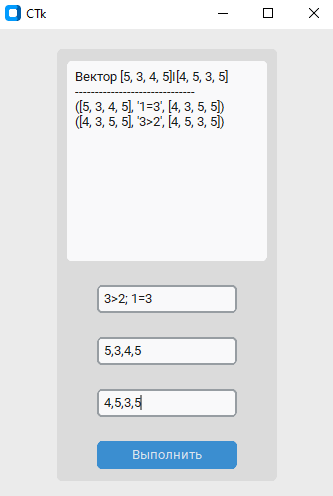 CTk
Вектор [5, 3, 4, 5]I[4, 5, 3, 5]
------------------------------
([5, 3, 4, 5], '1=3', [4, 3, 5, 5])
([4, 3, 5, 5], '3>2', [4, 5, 3, 5])
3>2; 1=3
5,3,4,5
4,5,3,5
Выполнить